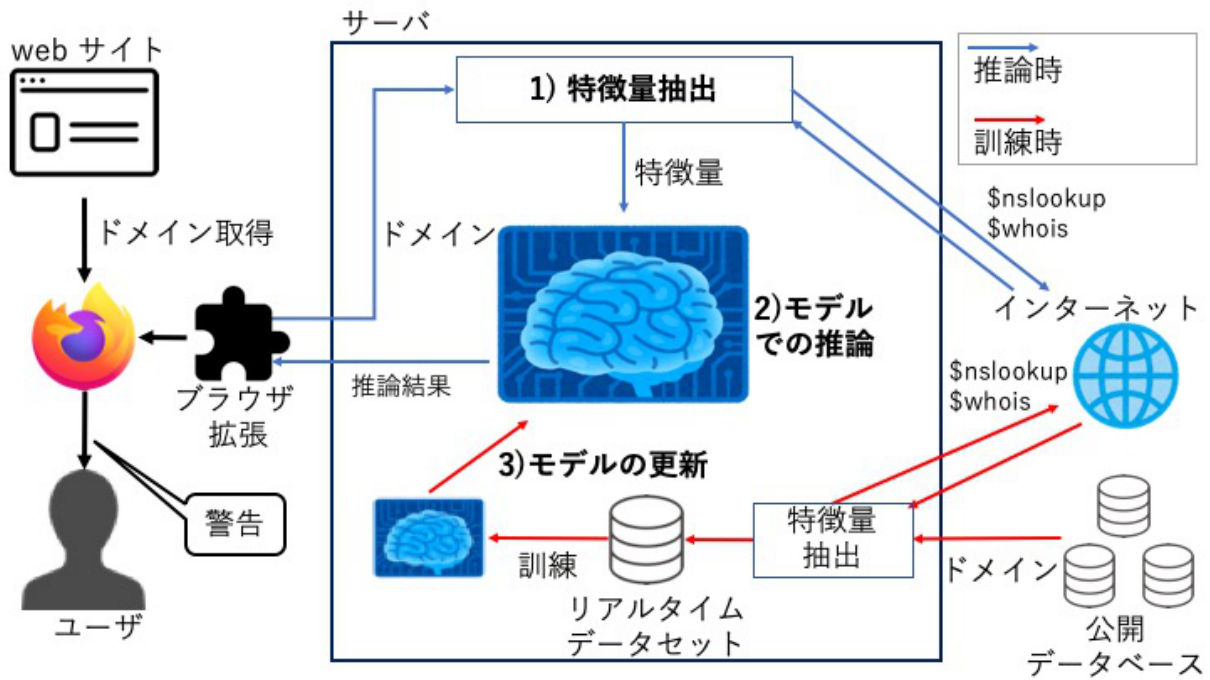 サーバ
web サイト
1) 特徴量抽出
推論時
訓練時
特徴量
$nslookup
$whois
ドメイン取得
ドメイン
インターネット
2)モデル
での推論
推論結果
ブラウザ
拡張
$nslookup
$whois
3)モデルの更新
警告
特徴量
抽出
訓練
ドメイン
リアルタイム
データセット
ユーザ
公開
データベース